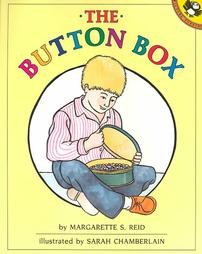 • THE •
BUTTON BOX
by MARGARETTE S. REID
illustrated by SARAH CHAMBERLAIN